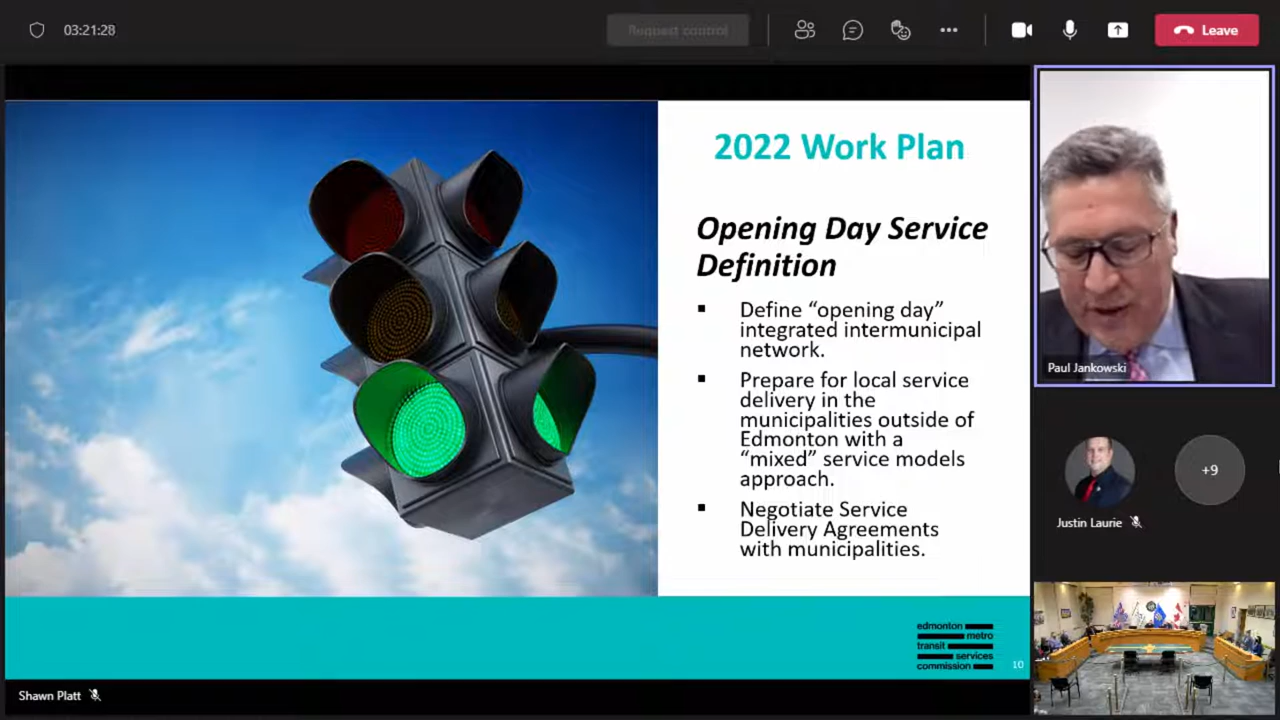 03:21:28
Request control
Leave
2022 Work Plan
Opening Day Service
Definition
▪ Define “opening day”
integrated intermunicipal
network.
▪ Prepare for local service
delivery in the
municipalities outside of
Edmonton with a
“mixed” service models
approach.
▪ Negotiate Service
Delivery Agreements
with municipalities.
edmonton
metro
transit
services
commission
10
Paul Jankowski
+9
Justin Laurie
Shawn Platt